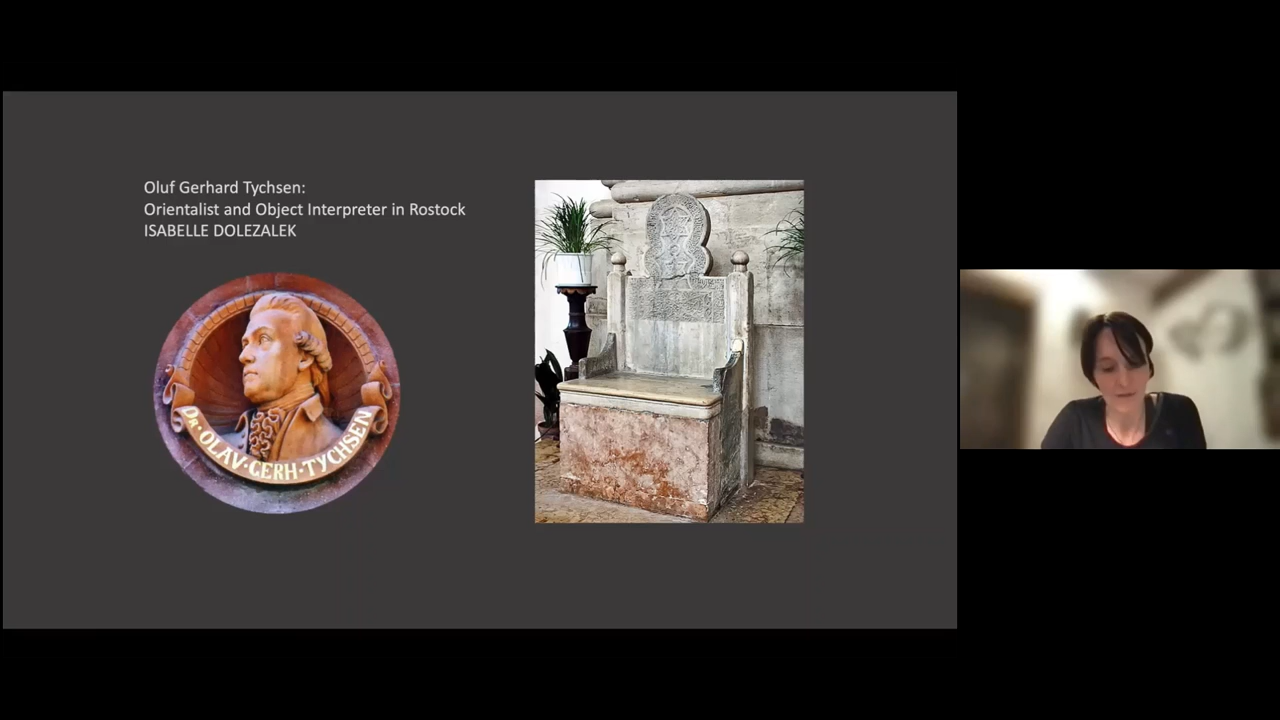 Oluf Gerhard Tychsen:
Orientalist and Object Interpreter in Rostock
ISABELLE DOLEZALEK
DR·OLAV·GERH·TYCHSEN